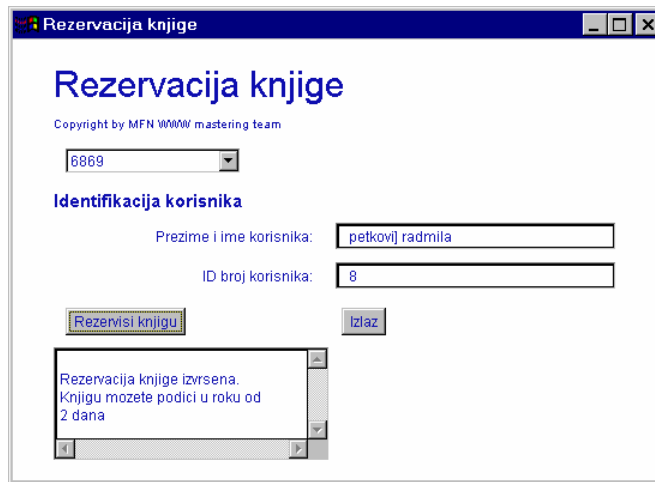 Rezervacija knjige
Rezervacija knjige
Copyright by MFN WWW mastering team
6869
Identifikacija korisnika
Prezime i ime korisnika: petkovi] radmila
ID broj korisnika: 8
Rezervisi knjigu Izlaz
Rezervacija knjige izvrsena.
Knjigu mozete podici u roku od
2 dana